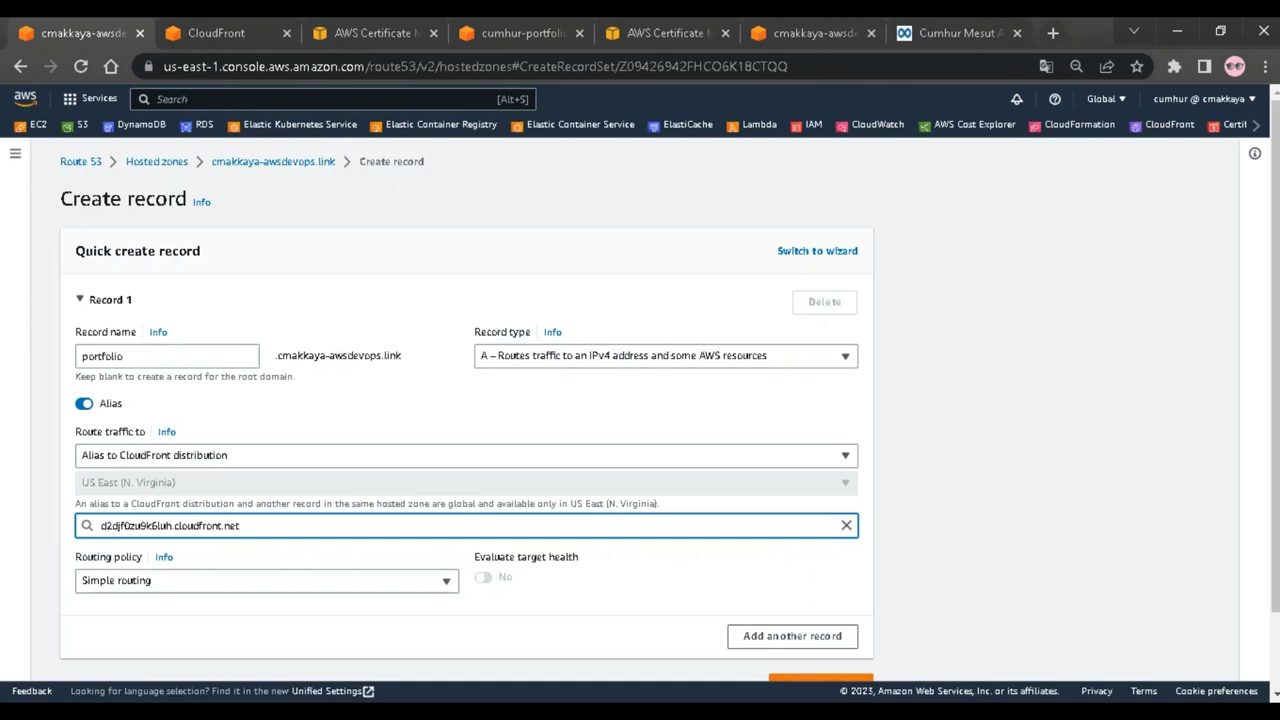 cmakkaya-awsde
CloudFront
AWS Certificate M
cumhur-portfolio
AWS Certificate M
cmakkaya-awsde
Cumhur Mesut A
us-east-1.console.aws.amazon.com/route53/v2/hostedzones#CreateRecordSet/Z09426942FHCO6K18CTQQ
aws Services Search [Alt+S] Global cumhur @ cmakkaya
EC2 S3 DynamoDB RDS Elastic Kubernetes Service Elastic Container Registry Elastic Container Service ElastiCache Lambda IAM CloudWatch AWS Cost Explorer CloudFormation CloudFront Certif
Route 53 Hosted zones cmakkaya-awsdevops.link Create record
Create record Info
Quick create record Switch to wizard
Record 1 Delete
Record name Info Record type Info
portfolio .cmakkaya-awsdevops.link A – Routes traffic to an IPv4 address and some AWS resources
Keep blank to create a record for the root domain.
Alias
Route traffic to Info
Alias to CloudFront distribution
US East (N. Virginia)
An alias to a CloudFront distribution and another record in the same hosted zone are global and available only in US East (N. Virginia).
d2djf0zu9k6luh.cloudfront.net
Routing policy Info Evaluate target health
Simple routing No
Add another record
Feedback Looking for language selection? Find it in the new Unified Settings © 2023, Amazon Web Services, Inc. or its affiliates. Privacy Terms Cookie preferences